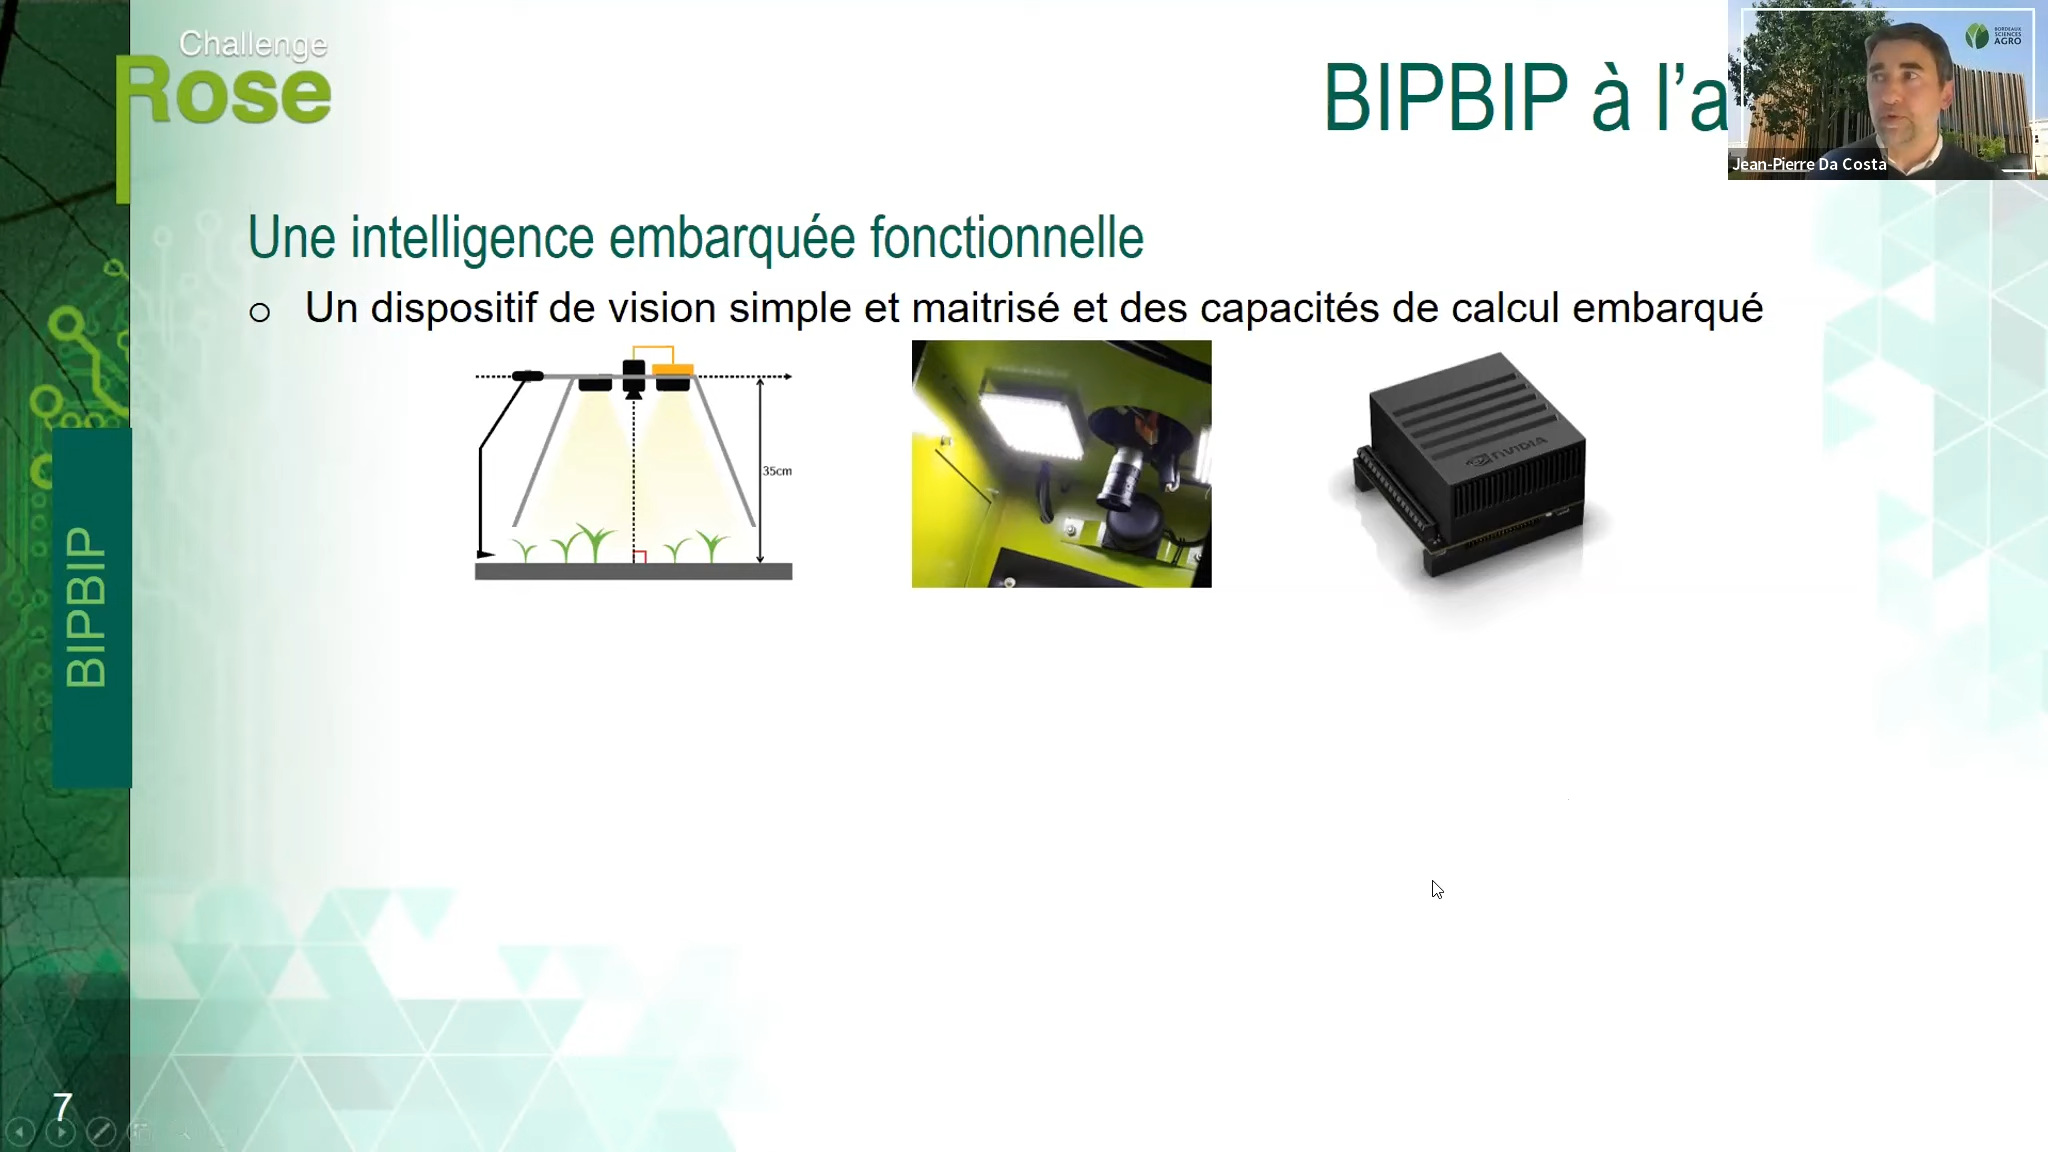 Challenge
Rose
BIPBIP à l'a
BORDEAUX
SCIENCES
AGRO
Jean-Pierre Da Costa
Une intelligence embarquée fonctionnelle
o Un dispositif de vision simple et maitrisé et des capacités de calcul embarqué
35cm
NVIDIA
BIPBIP
7